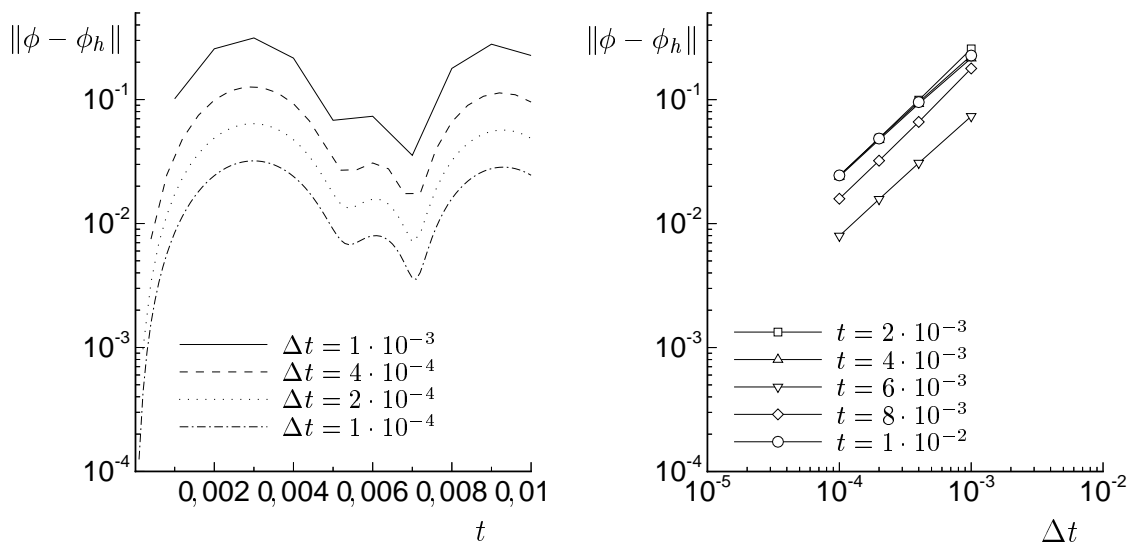 ‖ϕ − ϕₕ‖
10⁻¹
10⁻²
10⁻³
10⁻⁴
Δt = 1 · 10⁻³
Δt = 4 · 10⁻⁴
Δt = 2 · 10⁻⁴
Δt = 1 · 10⁻⁴
0,002 0,004 0,006 0,008 0,01
t
‖ϕ − ϕₕ‖
10⁻¹
10⁻²
10⁻³
10⁻⁴
t = 2 · 10⁻³
t = 4 · 10⁻³
t = 6 · 10⁻³
t = 8 · 10⁻³
t = 1 · 10⁻²
10⁻⁵ 10⁻⁴ 10⁻³ 10⁻²
Δt